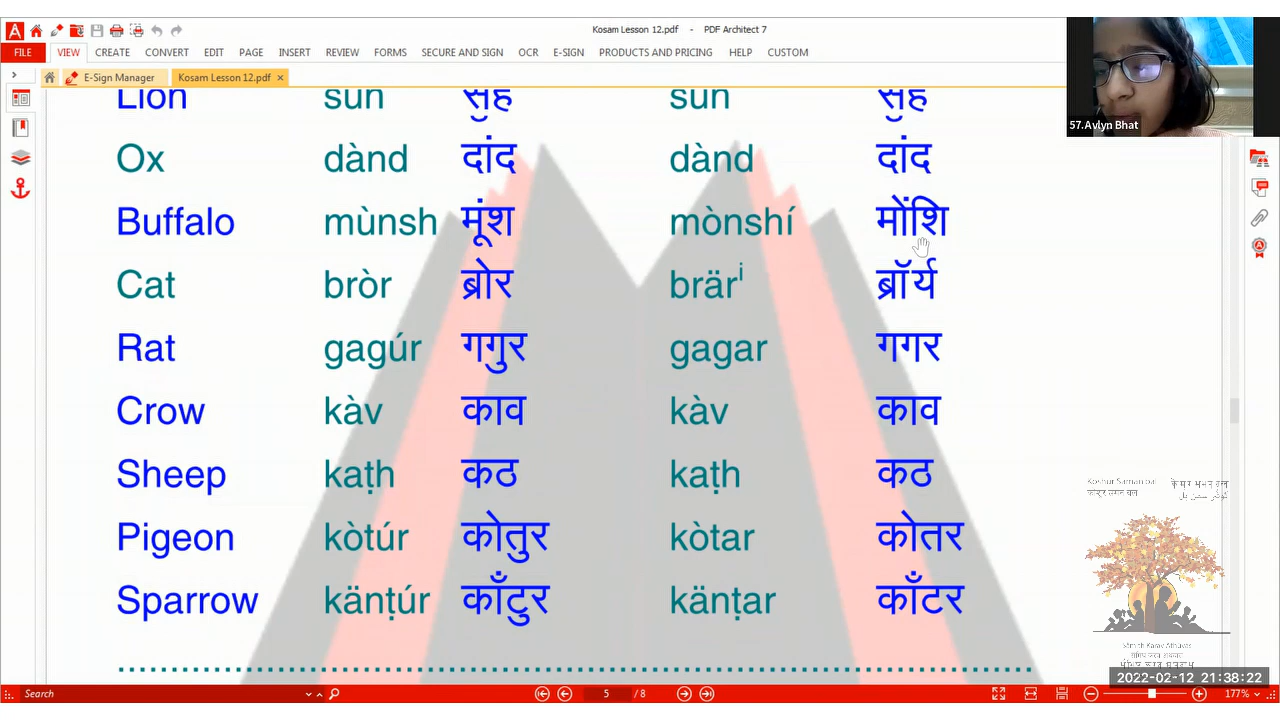 Kosam Lesson 12.pdf - PDF Architect 7
FILE VIEW CREATE CONVERT EDIT PAGE INSERT REVIEW FORMS SECURE AND SIGN OCR E-SIGN PRODUCTS AND PRICING HELP CUSTOM
E-Sign Manager Kosam Lesson 12.pdf
57.Avlyn Bhat
Lion
Ox dànd दांद dànd दांद
Buffalo mùnsh मूंश mònshí मोंशि
Cat bròr ब्रोर brärⁱ ब्रॉर्य
Rat gagúr गगुर gagar गगर
Crow kàv काव kàv काव
Sheep kaṭh कठ kaṭh कठ
Pigeon kòtúr कोतुर kòtar कोतर
Sparrow känṭúr काँटुर känṭar काँटर
2022-02-12 21:38:22
Search 5 / 8 177%